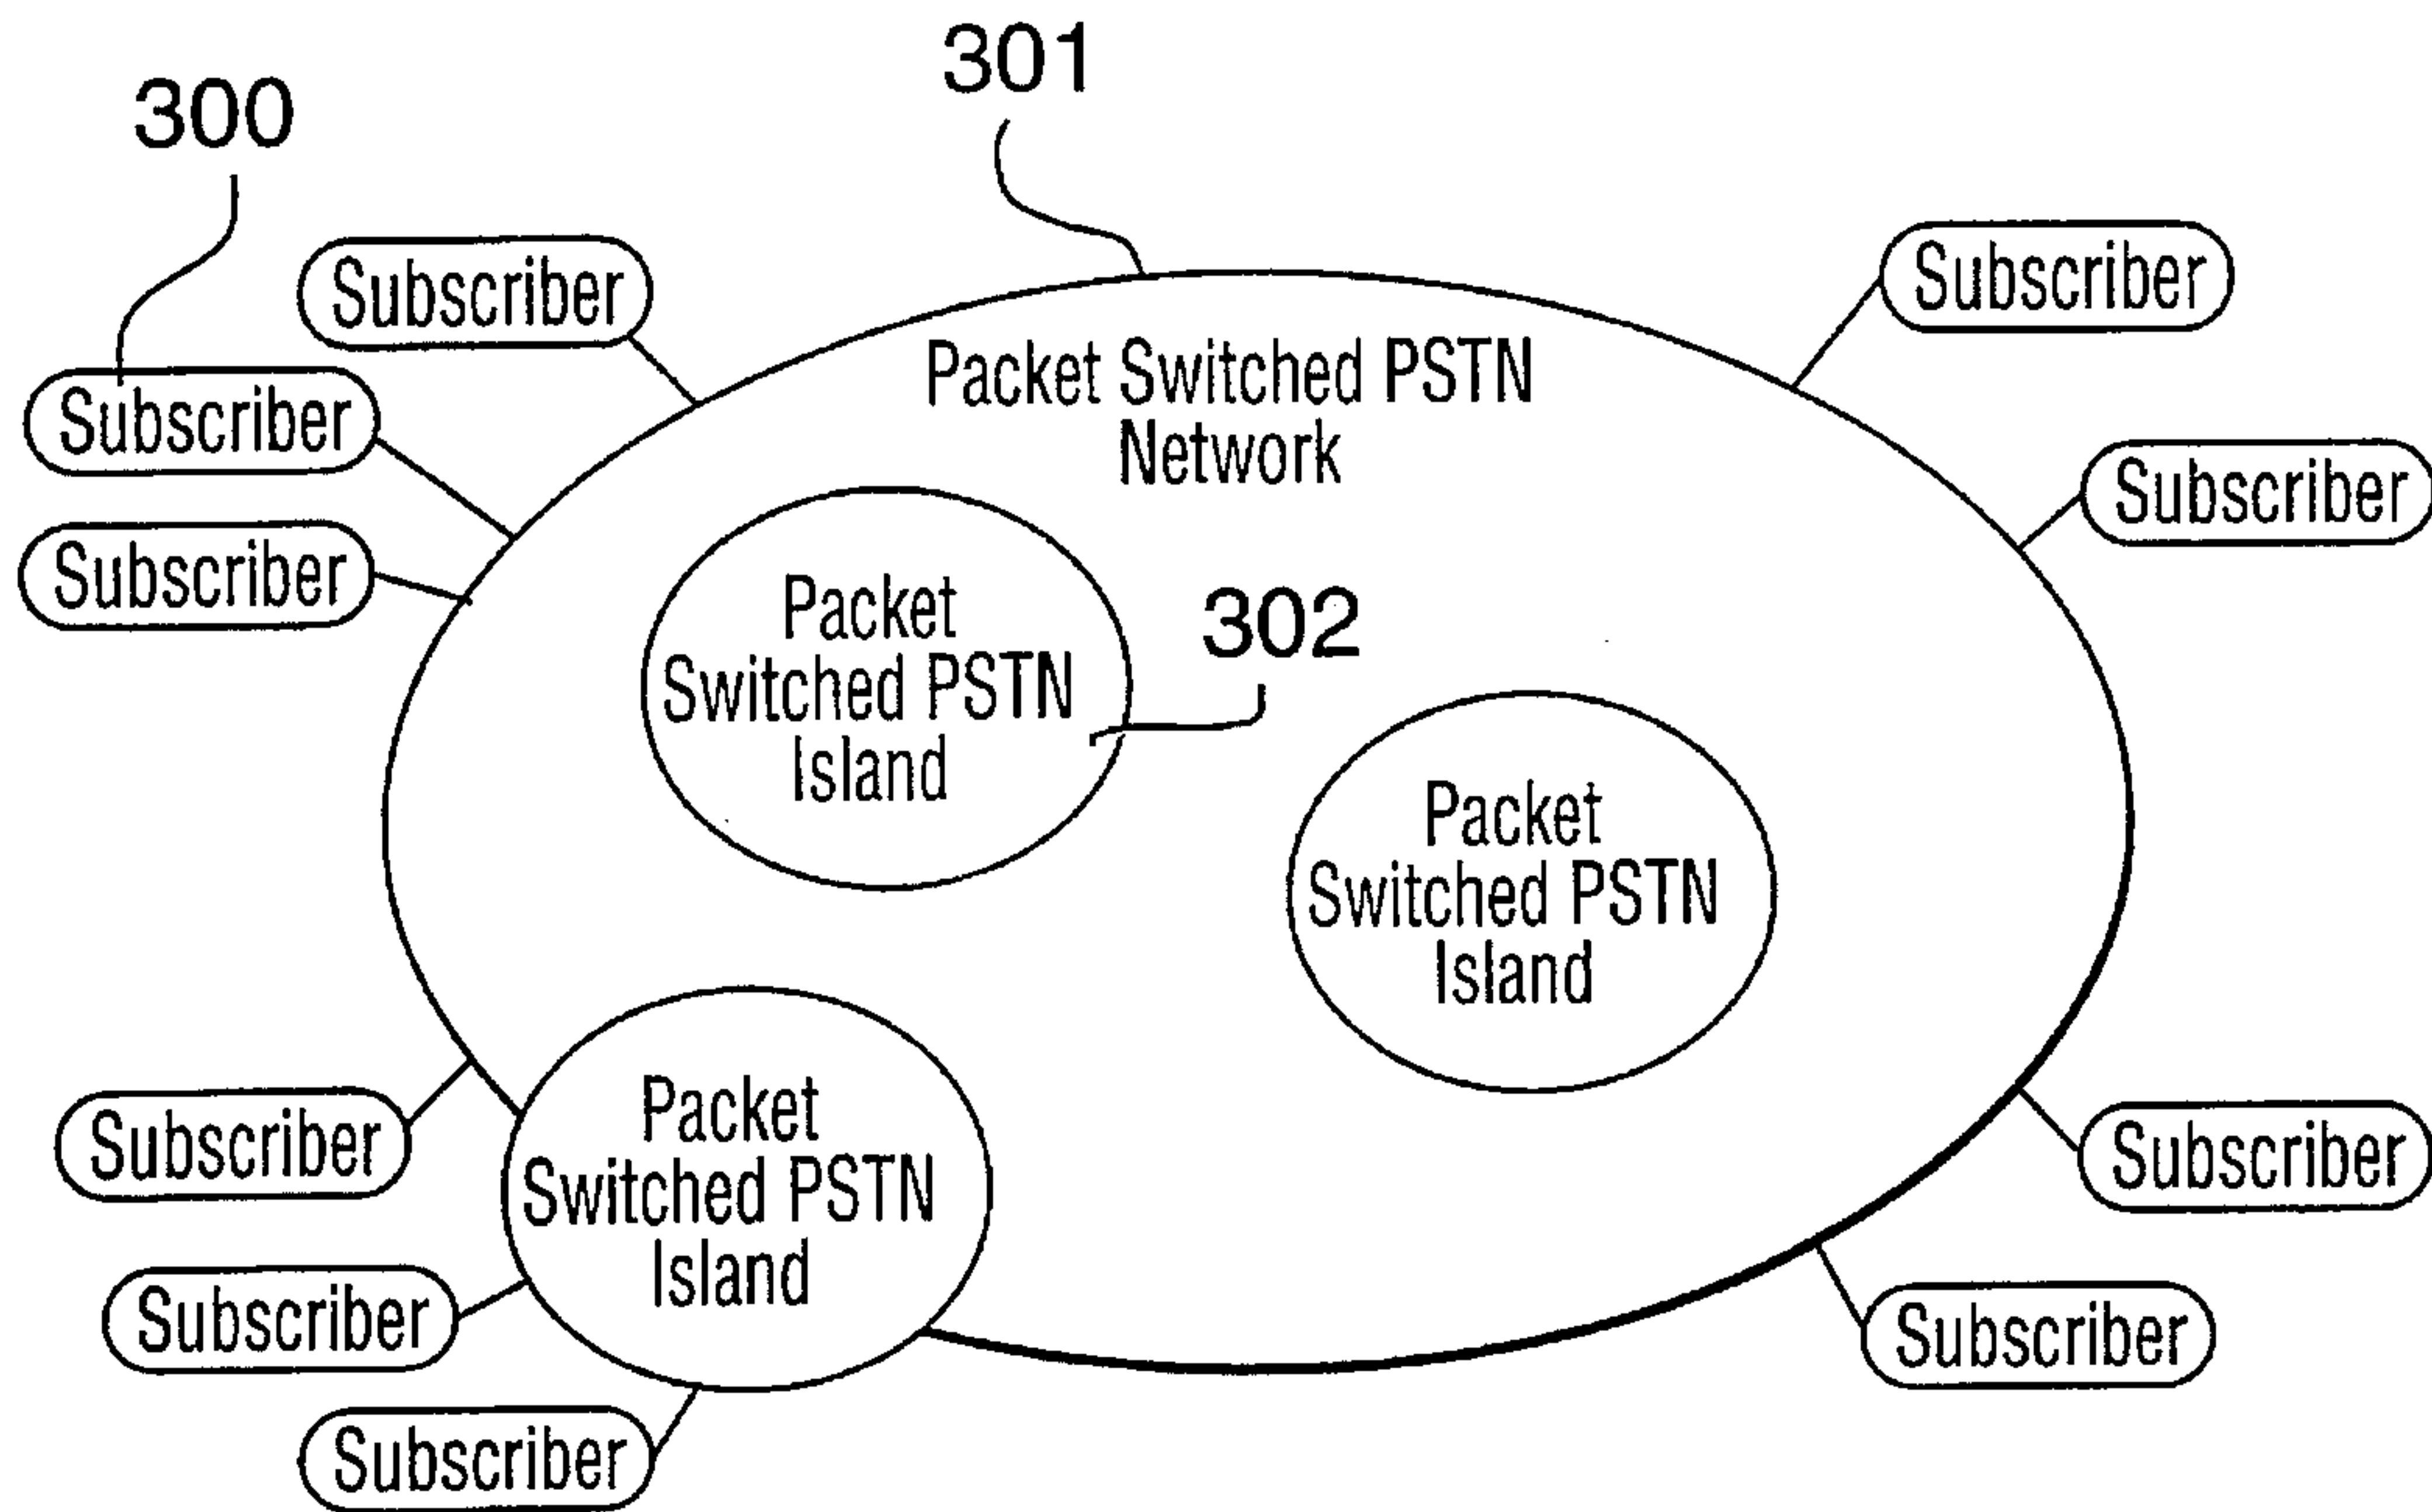 301
300
Subscriber
Subscriber
Subscriber
Packet Switched PSTN
Network
Subscriber
Subscriber
Packet
Switched PSTN
Island
302
Packet
Switched PSTN
Island
Packet
Switched PSTN
Island
Subscriber
Subscriber
Subscriber
Subscriber
Subscriber